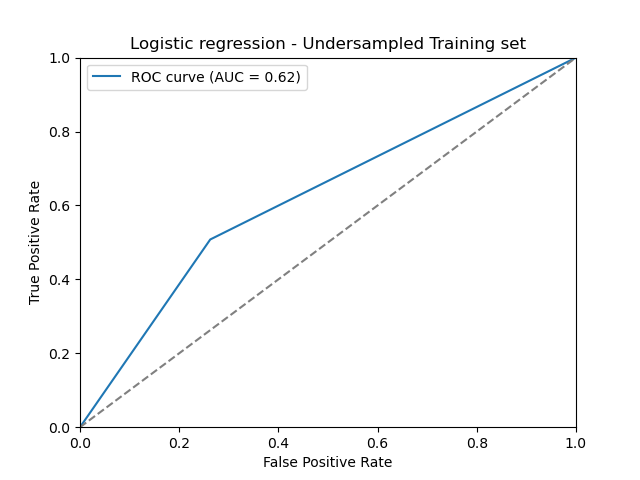 Logistic regression - Undersampled Training set
ROC curve (AUC = 0.62)
True Positive Rate
1.0
0.8
0.6
0.4
0.2
0.0
0.0 0.2 0.4 0.6 0.8 1.0
False Positive Rate